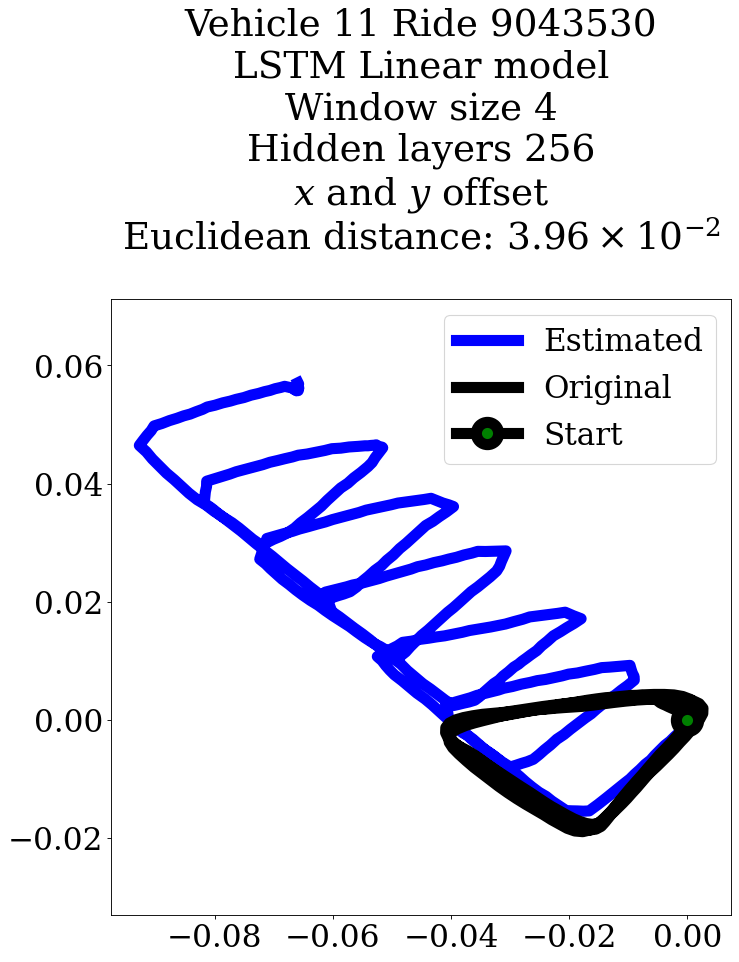 Vehicle 11 Ride 9043530
LSTM Linear model
Window size 4
Hidden layers 256
x and y offset
Euclidean distance: 3.96 × 10⁻²
Estimated
Original
Start
0.06
0.04
0.02
0.00
−0.02
−0.08 −0.06 −0.04 −0.02 0.00